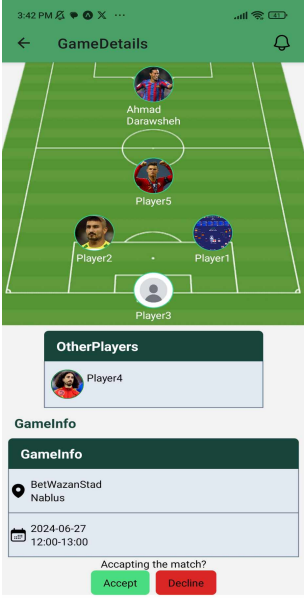 3:42 PM
41
GameDetails
Ahmad
Darawsheh
Player5
Player2
Player1
Player3
OtherPlayers
Player4
GameInfo
GameInfo
BetWazanStad
Nablus
2024-06-27
12:00-13:00
Accapting the match?
Accept
Decline